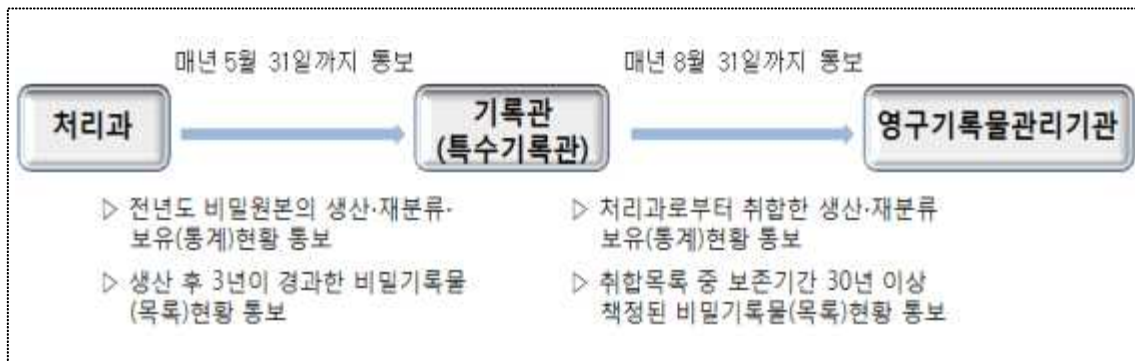 매년 5월 31일까지 통보
매년 8월 31일까지 통보
처리과
기록관
(특수기록관)
영구기록물관리기관
▷ 전년도 비밀원본의 생산·재분류·
보유(통계)현황 통보
▷ 생산 후 3년이 경과한 비밀기록물
(목록)현황 통보
▷ 처리과로부터 취합한 생산·재분류
보유(통계)현황 통보
▷ 취합목록 중 보존기간 30년 이상
책정된 비밀기록물(목록)현황 통보